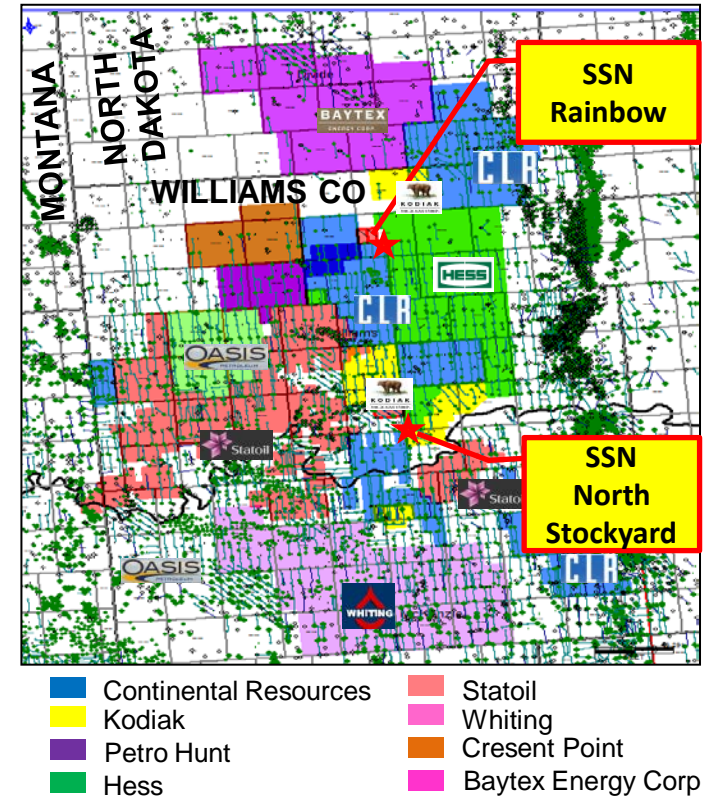 MONTANA
NORTH
DAKOTA
SSN
Rainbow
BAYTEX
ENERGY CORP
CLR
WILLIAMS CO
KODIAK
HESS
CLR
OASIS
PETROLEUM
KODIAK
Statoil
SSN
North
Stockyard
Stato
OASIS
PETROLEUM
CLR
WHITING
Continental Resources
Kodiak
Petro Hunt
Hess
Statoil
Whiting
Cresent Point
Baytex Energy Corp